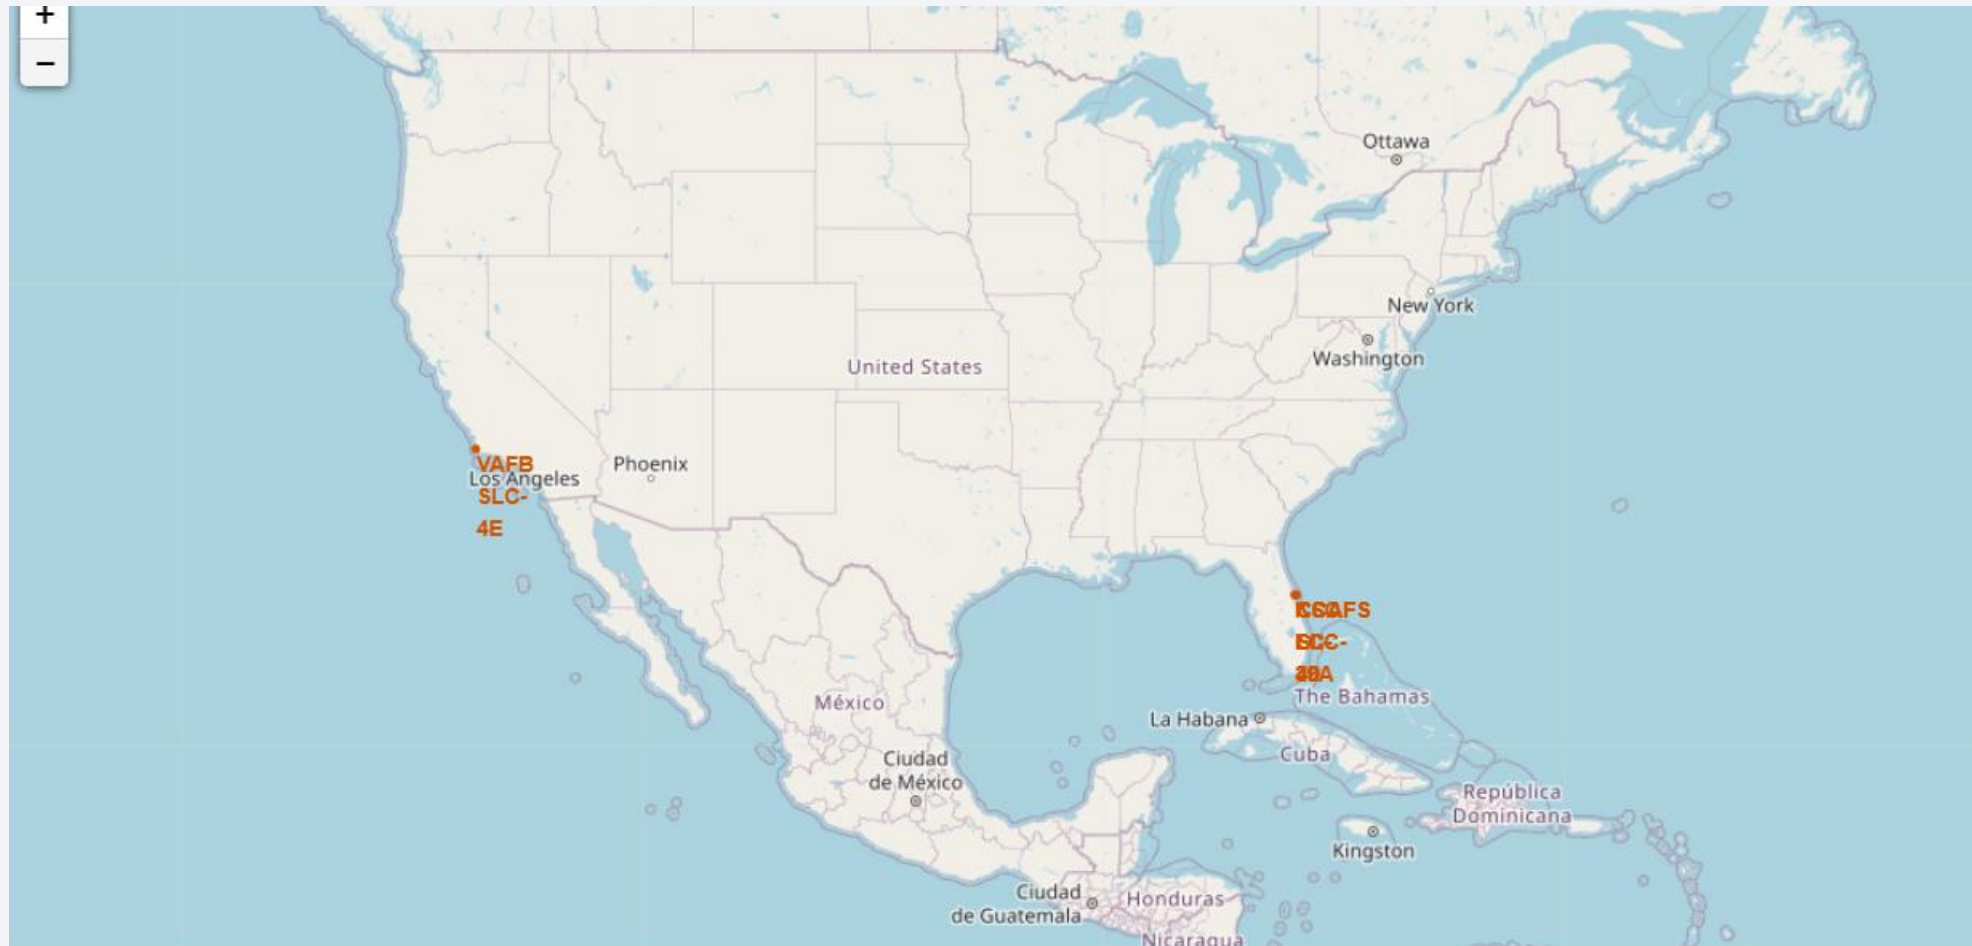 +
−
Ottawa
New York
Washington
United States
VAFB
Los Angeles
SLC-
4E
Phoenix
México
Ciudad
de México
La Habana
The Bahamas
Cuba
República
Dominicana
Kingston
Ciudad
de Guatemala
Honduras
Nicaragua